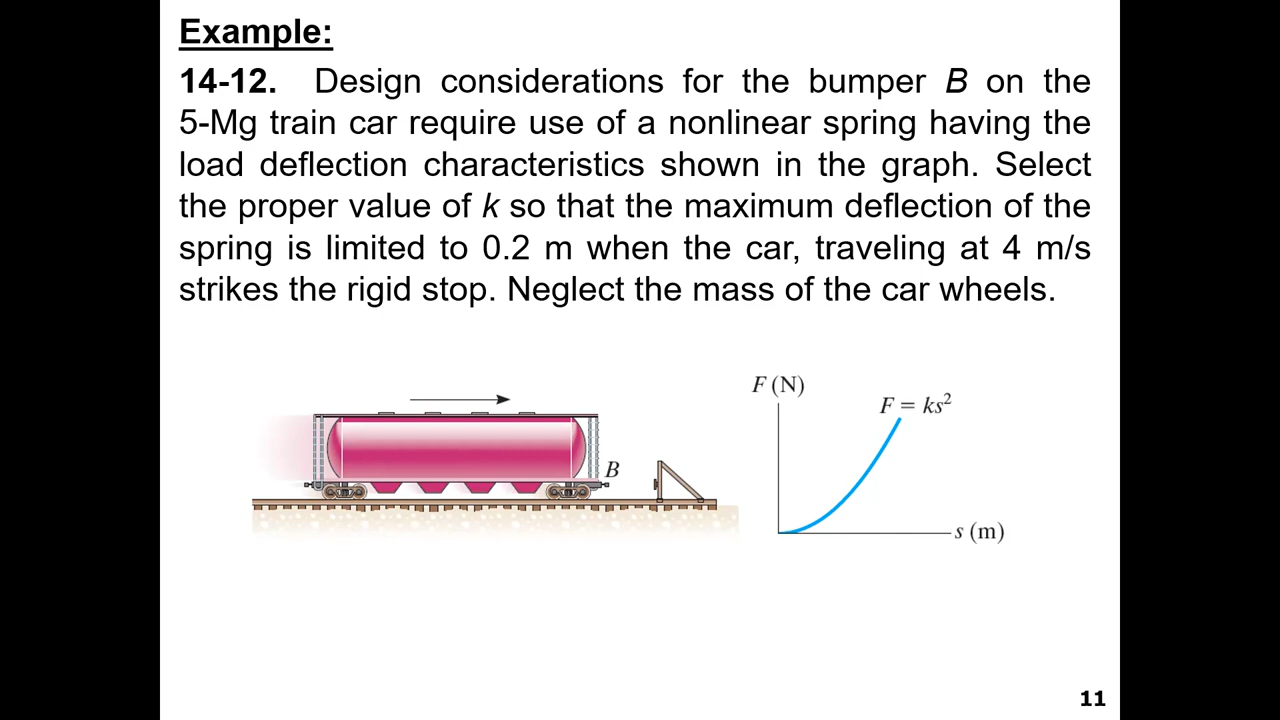 Example:
14-12. Design considerations for the bumper B on the
5-Mg train car require use of a nonlinear spring having the
load deflection characteristics shown in the graph. Select
the proper value of k so that the maximum deflection of the
spring is limited to 0.2 m when the car, traveling at 4 m/s
strikes the rigid stop. Neglect the mass of the car wheels.
F (N)
F = ks²
B
s (m)
11